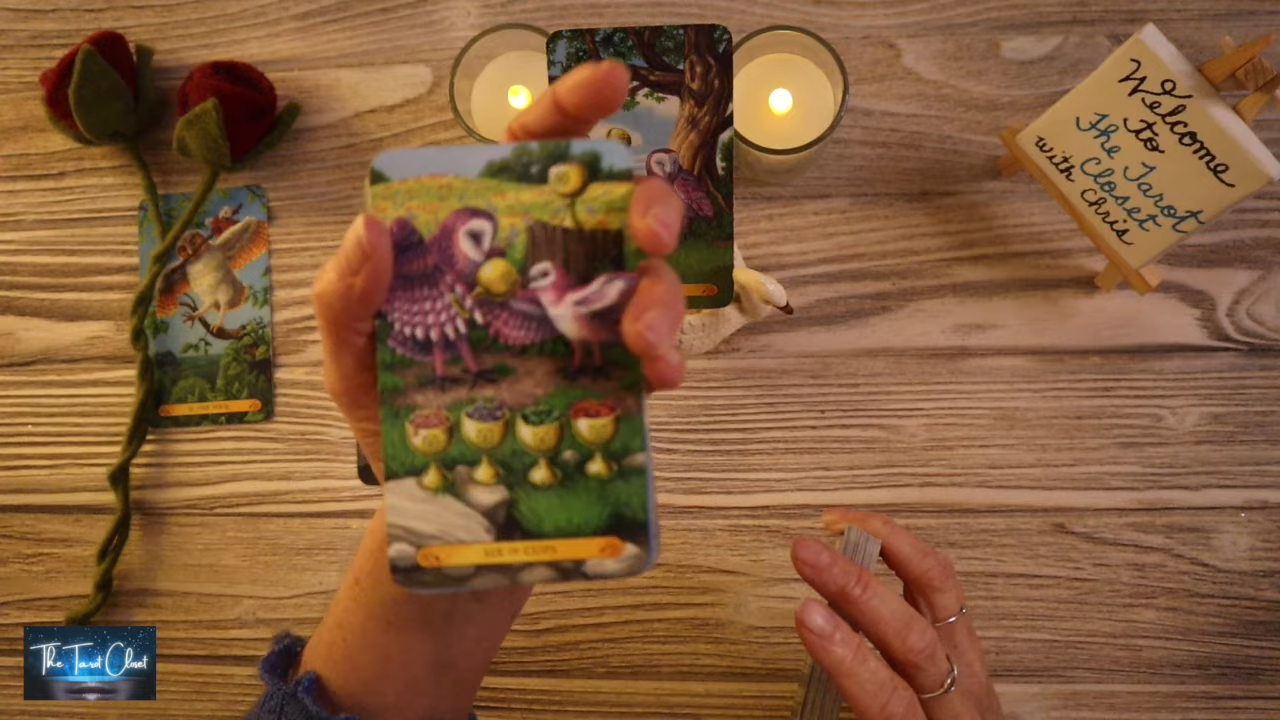 Welcome
to
The Tarot
Closet
with Chris
SIX OF CUPS
The Tarot Closet